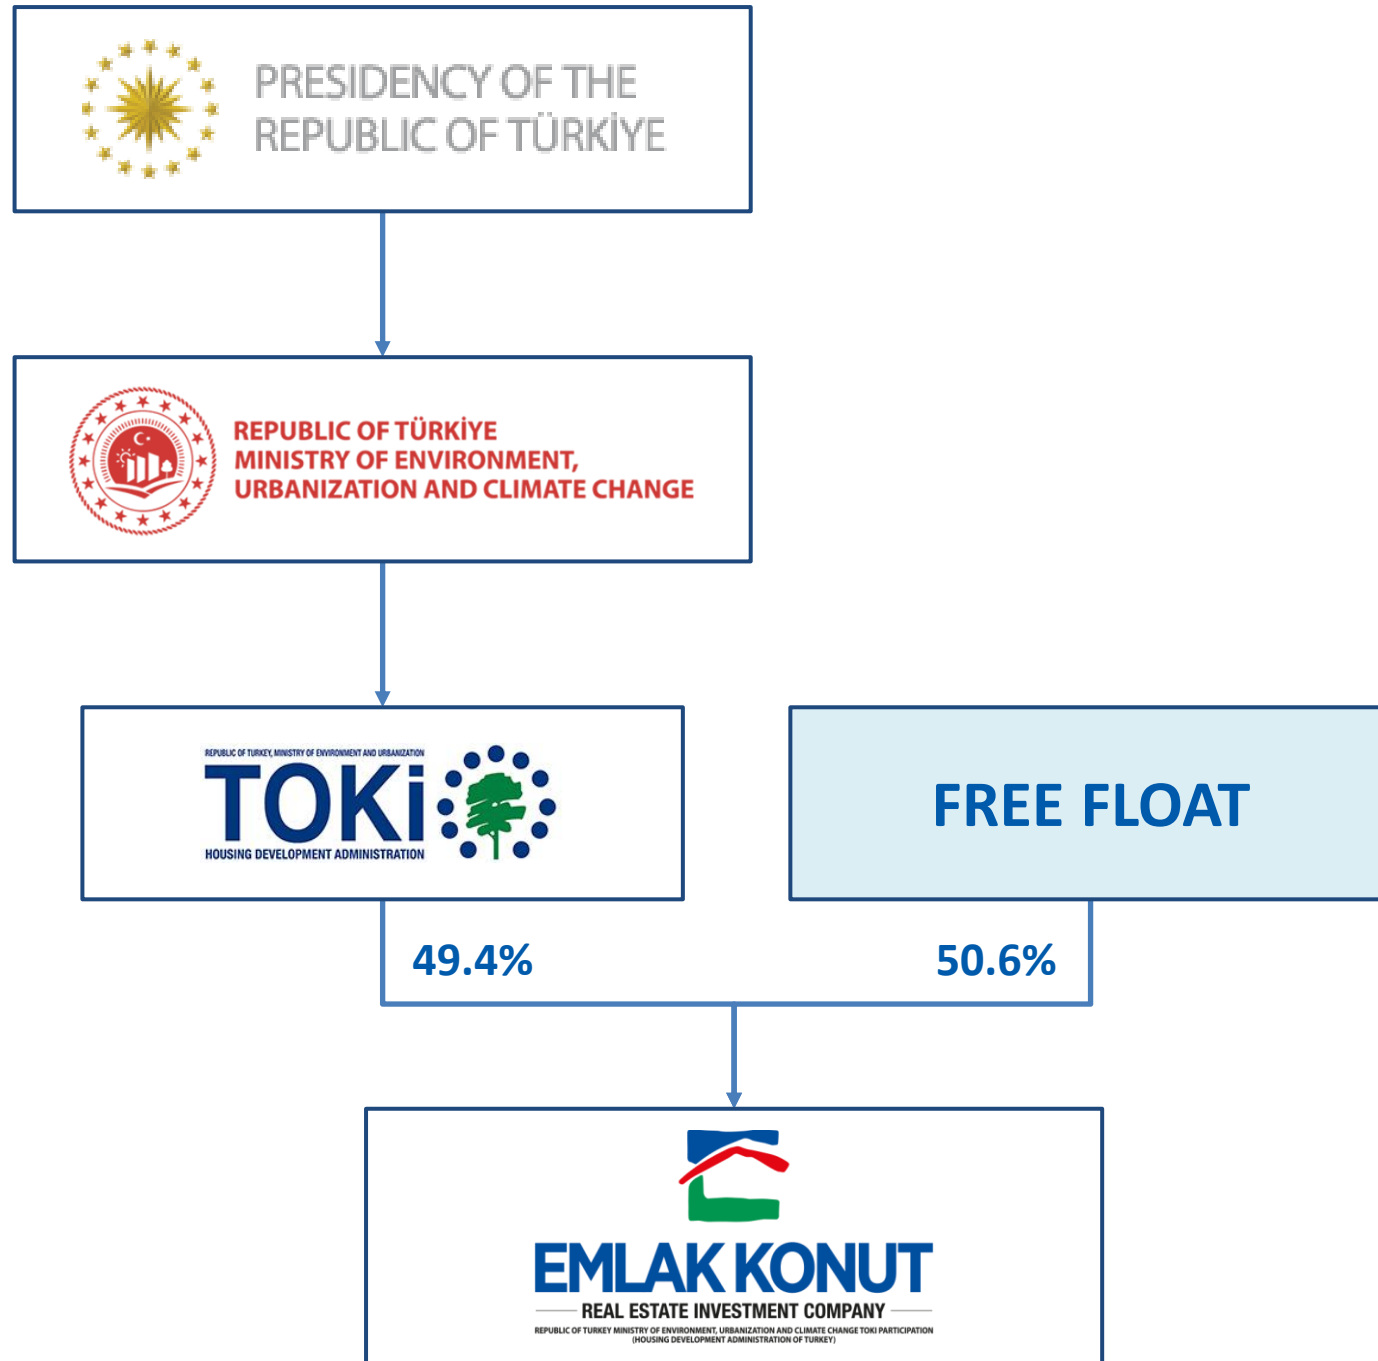 PRESIDENCY OF THE
REPUBLIC OF TÜRKİYE
REPUBLIC OF TÜRKİYE
MINISTRY OF ENVIRONMENT,
URBANIZATION AND CLIMATE CHANGE
REPUBLIC OF TURKEY, MINISTRY OF ENVIRONMENT AND URBANIZATION
TOKİ
HOUSING DEVELOPMENT ADMINISTRATION
FREE FLOAT
49.4%
50.6%
EMLAK KONUT
REAL ESTATE INVESTMENT COMPANY
REPUBLIC OF TURKEY MINISTRY OF ENVIRONMENT, URBANIZATION AND CLIMATE CHANGE TOKI PARTICIPATION
(HOUSING DEVELOPMENT ADMINISTRATION OF TURKEY)